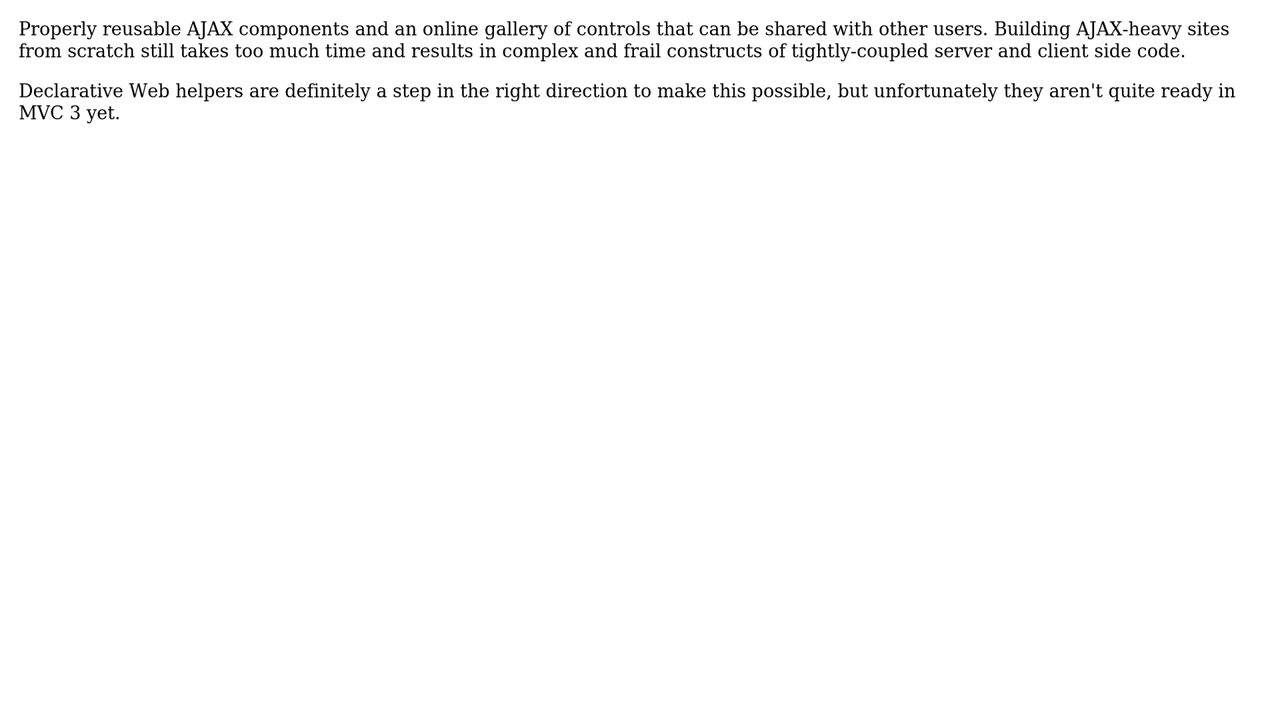 Properly reusable AJAX components and an online gallery of controls that can be shared with other users. Building AJAX-heavy sites
from scratch still takes too much time and results in complex and frail constructs of tightly-coupled server and client side code.
Declarative Web helpers are definitely a step in the right direction to make this possible, but unfortunately they aren't quite ready in
MVC 3 yet.